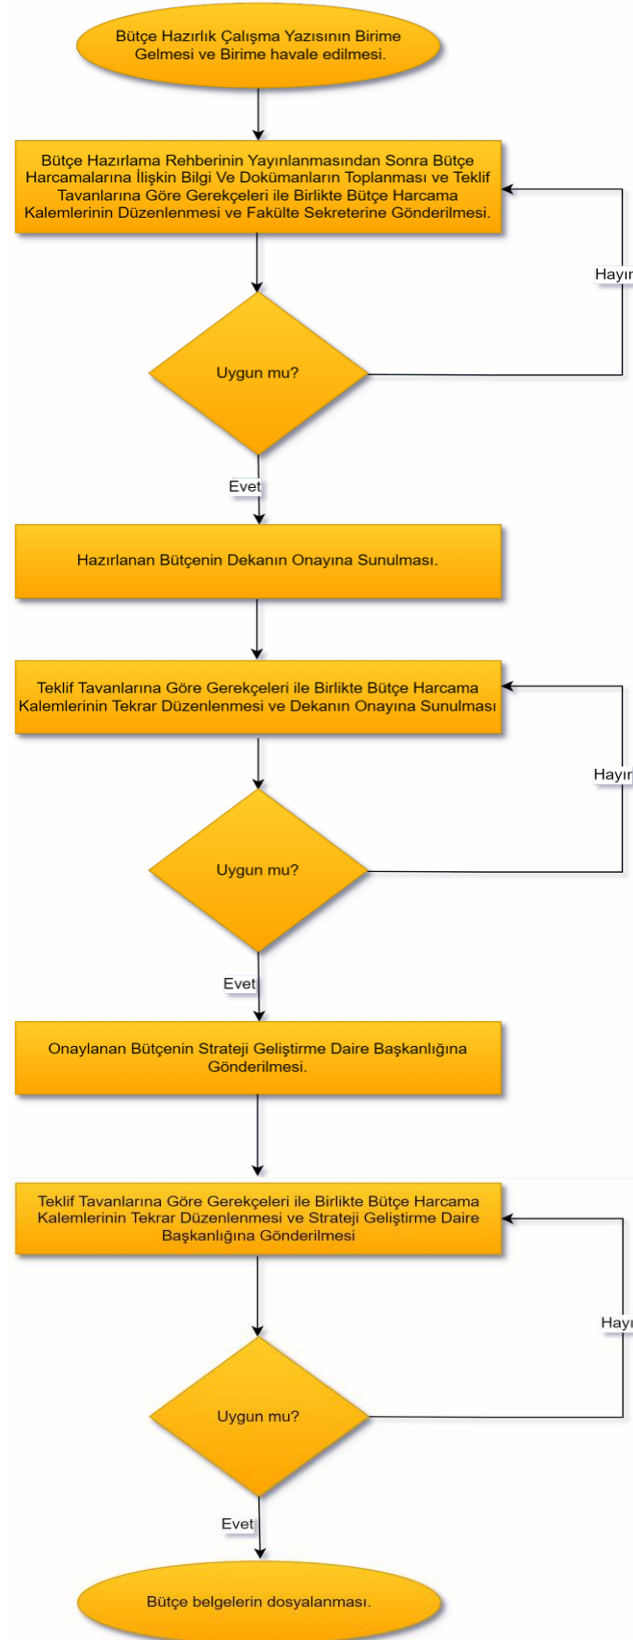 Bütçe Hazırlık Çalışma Yazısının Birime
Gelmesi ve Birime havale edilmesi.
Bütçe Hazırlama Rehberinin Yayınlanmasından Sonra Bütçe
Harcamalarına İlişkin Bilgi Ve Dokümanların Toplanması ve Teklif
Tavanlarına Göre Gerekçeleri ile Birlikte Bütçe Harcama
Kalemlerinin Düzenlenmesi ve Fakülte Sekreterine Gönderilmesi.
Hayır
Uygun mu?
Evet
Hazırlanan Bütçenin Dekanın Onayına Sunulması.
Teklif Tavanlarına Göre Gerekçeleri ile Birlikte Bütçe Harcama
Kalemlerinin Tekrar Düzenlenmesi ve Dekanın Onayına Sunulması
Hayır
Uygun mu?
Evet
Onaylanan Bütçenin Strateji Geliştirme Daire Başkanlığına
Gönderilmesi.
Teklif Tavanlarına Göre Gerekçeleri ile Birlikte Bütçe Harcama
Kalemlerinin Tekrar Düzenlenmesi ve Strateji Geliştirme Daire
Başkanlığına Gönderilmesi
Hayı
Uygun mu?
Evet
Bütçe belgelerin dosyalanması.